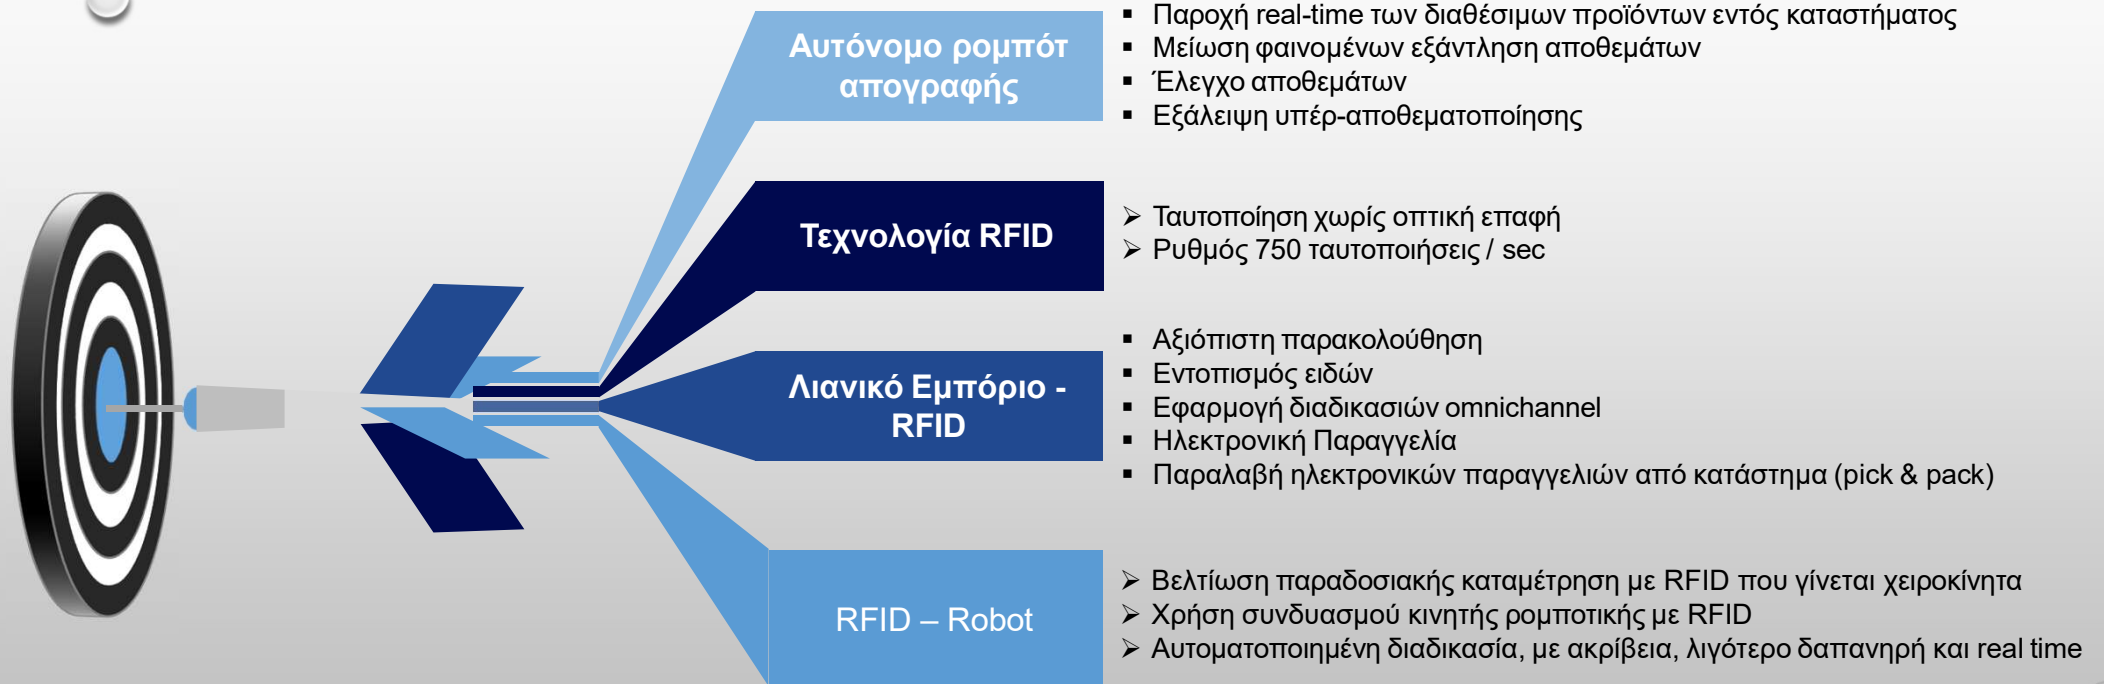 Αυτόνομο ρομπότ
απογραφής
▪ Παροχή real-time των διαθέσιμων προϊόντων εντός καταστήματος
▪ Μείωση φαινομένων εξάντληση αποθεμάτων
▪ Έλεγχο αποθεμάτων
▪ Εξάλειψη υπέρ-αποθεματοποίησης
Τεχνολογία RFID
➢ Ταυτοποίηση χωρίς οπτική επαφή
➢ Ρυθμός 750 ταυτοποιήσεις / sec
Λιανικό Εμπόριο -
RFID
▪ Αξιόπιστη παρακολούθηση
▪ Εντοπισμός ειδών
▪ Εφαρμογή διαδικασιών omnichannel
▪ Ηλεκτρονική Παραγγελία
▪ Παραλαβή ηλεκτρονικών παραγγελιών από κατάστημα (pick & pack)
RFID – Robot
➢ Βελτίωση παραδοσιακής καταμέτρηση με RFID που γίνεται χειροκίνητα
➢ Χρήση συνδυασμού κινητής ρομποτικής με RFID
➢ Αυτοματοποιημένη διαδικασία, με ακρίβεια, λιγότερο δαπανηρή και real time